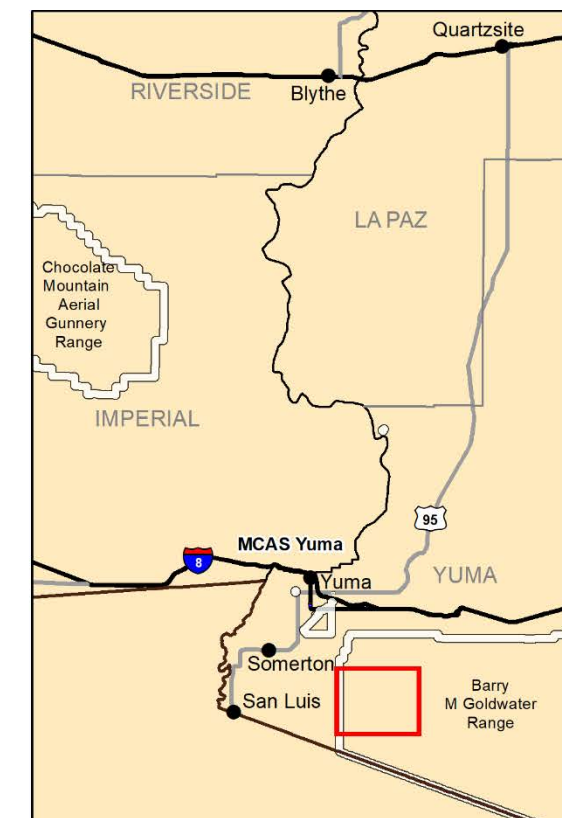 Quartzsite
Blythe
RIVERSIDE
LA PAZ
Chocolate
Mountain
Aerial
Gunnery
Range
IMPERIAL
95
MCAS Yuma
8
Yuma
YUMA
Somerton
San Luis
Barry
M Goldwater
Range